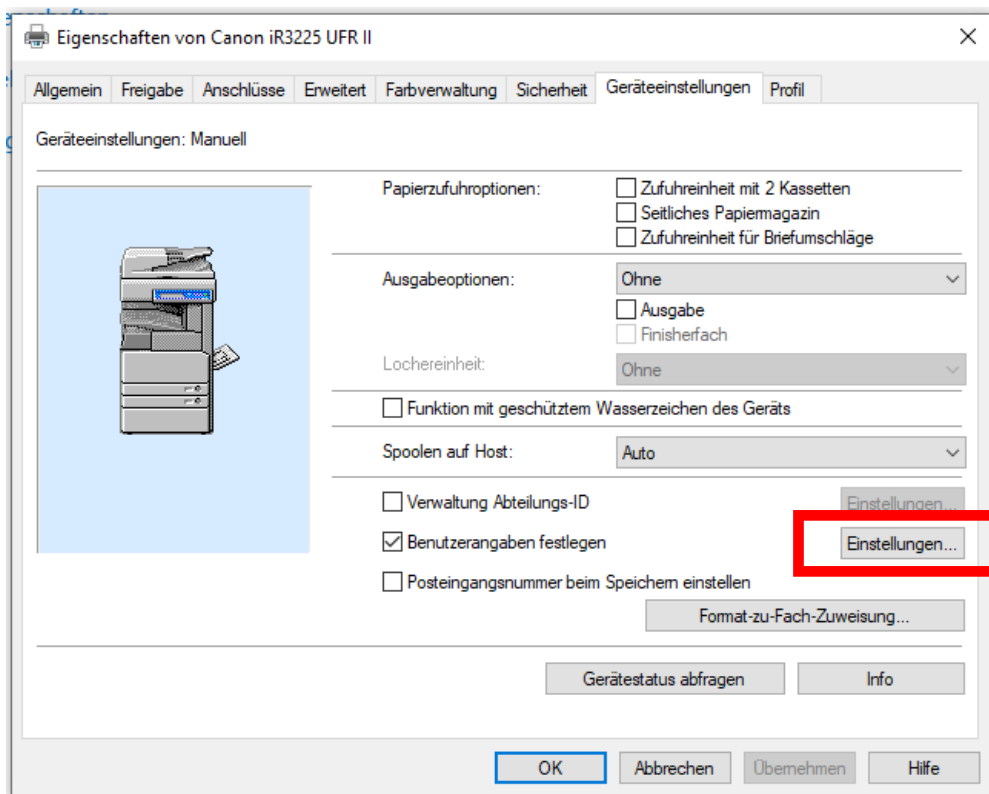 Eigenschaften von Canon iR3225 UFR II
Allgemein Freigabe Anschlüsse Erweitert Farbverwaltung Sicherheit Geräteeinstellungen Profil
Geräteeinstellungen: Manuell
Papierzufuhroptionen: Zufuhreinheit mit 2 Kassetten
Seitliches Papiermagazin
Zufuhreinheit für Briefumschläge
Ausgabeoptionen: Ohne
Ausgabe
Finisherfach
Lochereinheit: Ohne
Funktion mit geschütztem Wasserzeichen des Geräts
Spoolen auf Host: Auto
Verwaltung Abteilungs-ID Einstellungen...
Benutzerangaben festlegen Einstellungen...
Posteingangsnummer beim Speichern einstellen
Format-zu-Fach-Zuweisung...
Gerätestatus abfragen Info
OK Abbrechen Übernehmen Hilfe